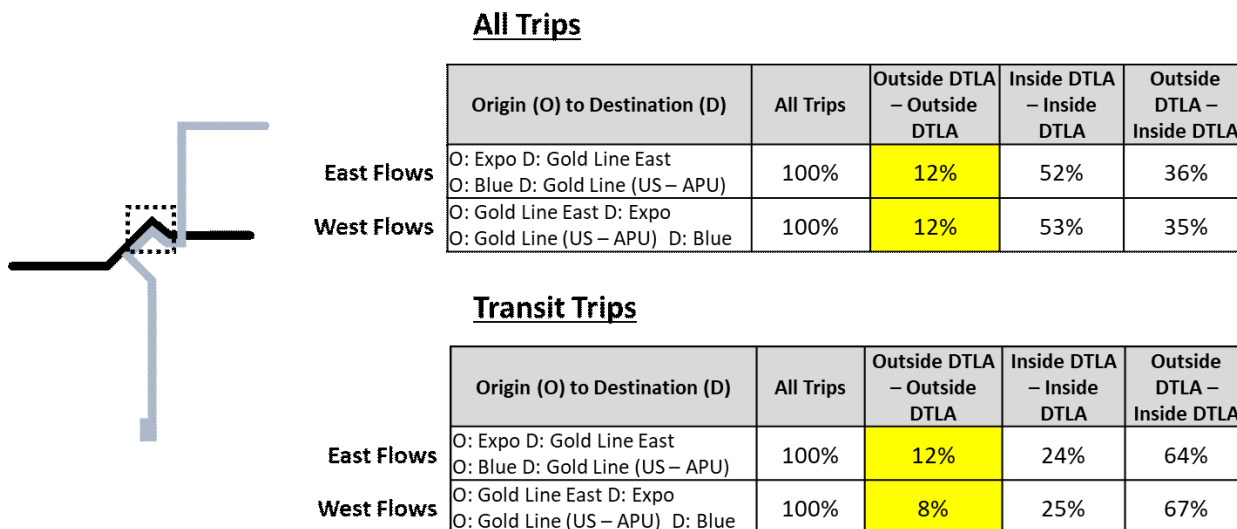 All Trips
Origin (O) to Destination (D) All Trips Outside DTLA – Outside DTLA Inside DTLA – Inside DTLA Outside DTLA – Inside DTLA
East Flows O: Expo D: Gold Line East
O: Blue D: Gold Line (US – APU) 100% 12% 52% 36%
West Flows O: Gold Line East D: Expo
O: Gold Line (US – APU) D: Blue 100% 12% 53% 35%
Transit Trips
Origin (O) to Destination (D) All Trips Outside DTLA – Outside DTLA Inside DTLA – Inside DTLA Outside DTLA – Inside DTLA
East Flows O: Expo D: Gold Line East
O: Blue D: Gold Line (US – APU) 100% 12% 24% 64%
West Flows O: Gold Line East D: Expo
O: Gold Line (US – APU) D: Blue 100% 8% 25% 67%